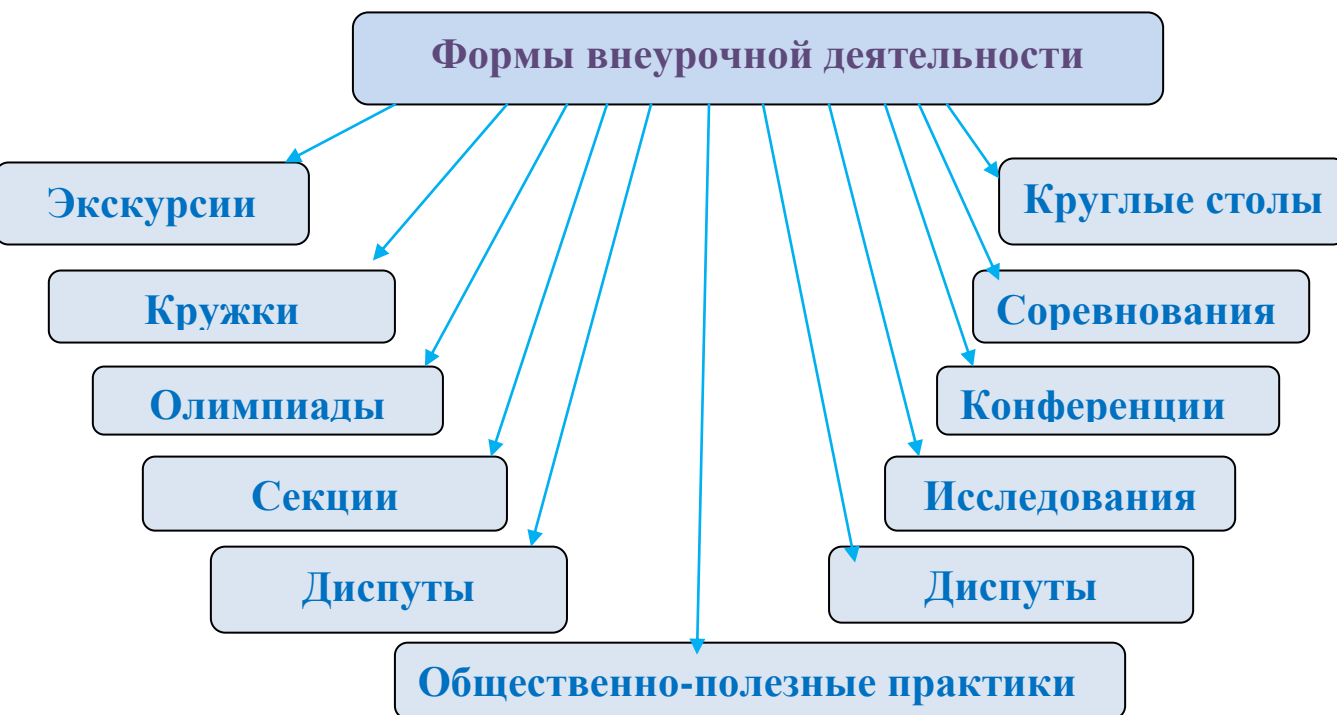 Формы внеурочной деятельности
Экскурсии
Круглые столы
Кружки
Соревнования
Олимпиады
Конференции
Секции
Исследования
Диспуты
Диспуты
Общественно-полезные практики